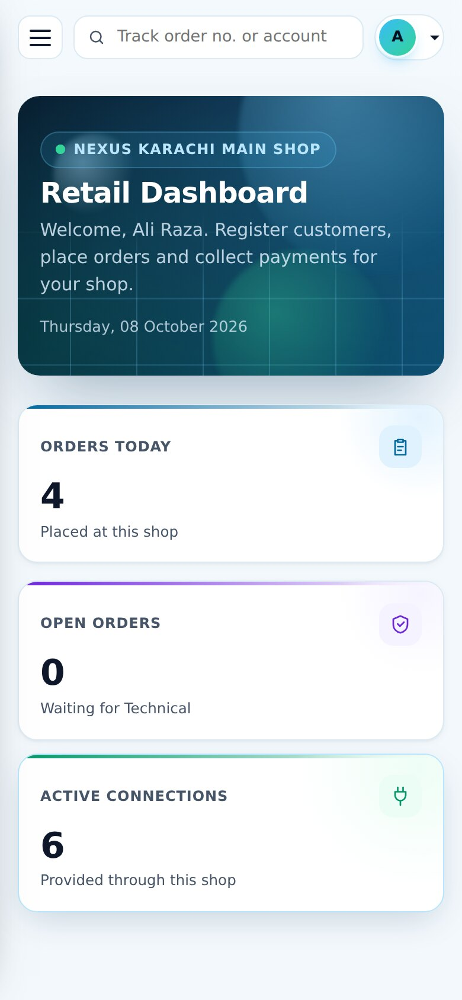 Track order no. or account
A
NEXUS KARACHI MAIN SHOP
Retail Dashboard
Welcome, Ali Raza. Register customers,
place orders and collect payments for
your shop.
Thursday, 08 October 2026
ORDERS TODAY
4
Placed at this shop
OPEN ORDERS
0
Waiting for Technical
ACTIVE CONNECTIONS
6
Provided through this shop